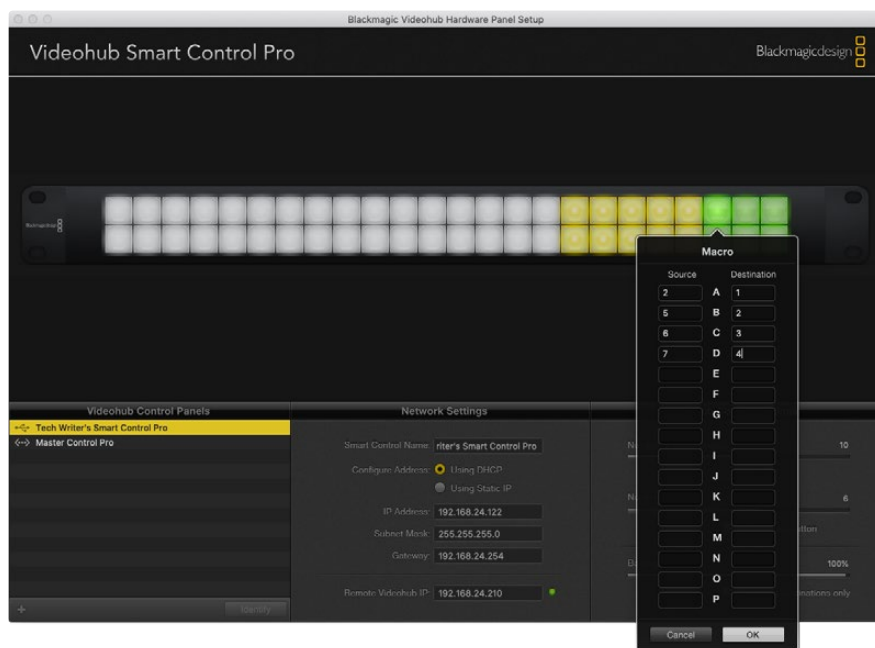 Blackmagic Videohub Hardware Panel Setup
Videohub Smart Control Pro
Blackmagicdesign
Macro
Source Destination
2 A 1
5 B 2
6 C 3
7 D 4
E
F
G
H
I
J
K
L
M
N
O
P
Cancel OK
Videohub Control Panels
Tech Writer's Smart Control Pro
Master Control Pro
Identify
Network Settings
Smart Control Name: riter's Smart Control Pro
Configure Address: Using DHCP
Using Static IP
IP Address: 192.168.24.122
Subnet Mask: 255.255.255.0
Gateway: 192.168.24.254
Remote Videohub IP: 192.168.24.210
10
6
100%
only